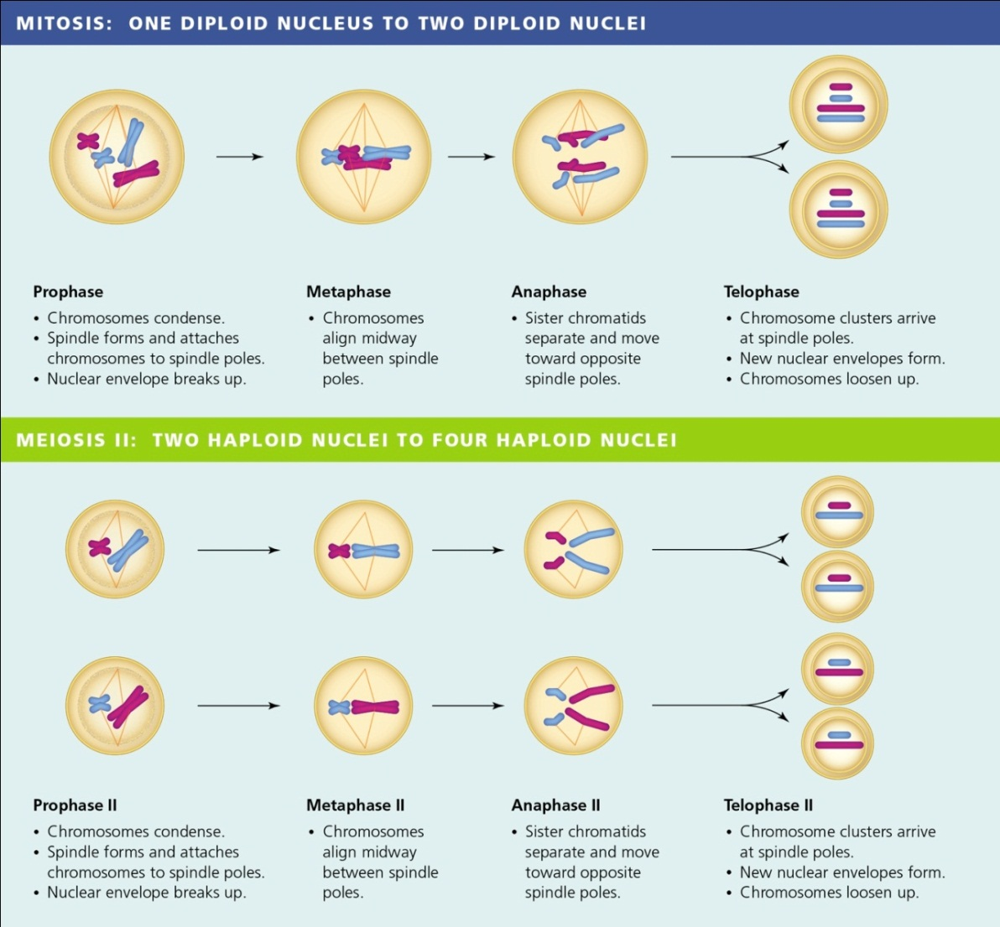 MITOSIS: ONE DIPLOID NUCLEUS TO TWO DIPLOID NUCLEI
Prophase
• Chromosomes condense.
• Spindle forms and attaches
chromosomes to spindle poles.
• Nuclear envelope breaks up.
Metaphase
• Chromosomes
align midway
between spindle
poles.
Anaphase
• Sister chromatids
separate and move
toward opposite
spindle poles.
Telophase
• Chromosome clusters arrive
at spindle poles.
• New nuclear envelopes form.
• Chromosomes loosen up.
MEIOSIS II: TWO HAPLOID NUCLEI TO FOUR HAPLOID NUCLEI
Prophase II
• Chromosomes condense.
• Spindle forms and attaches
chromosomes to spindle poles.
• Nuclear envelope breaks up.
Metaphase II
• Chromosomes
align midway
between spindle
poles.
Anaphase II
• Sister chromatids
separate and move
toward opposite
spindle poles.
Telophase II
• Chromosome clusters arrive
at spindle poles.
• New nuclear envelopes form.
• Chromosomes loosen up.